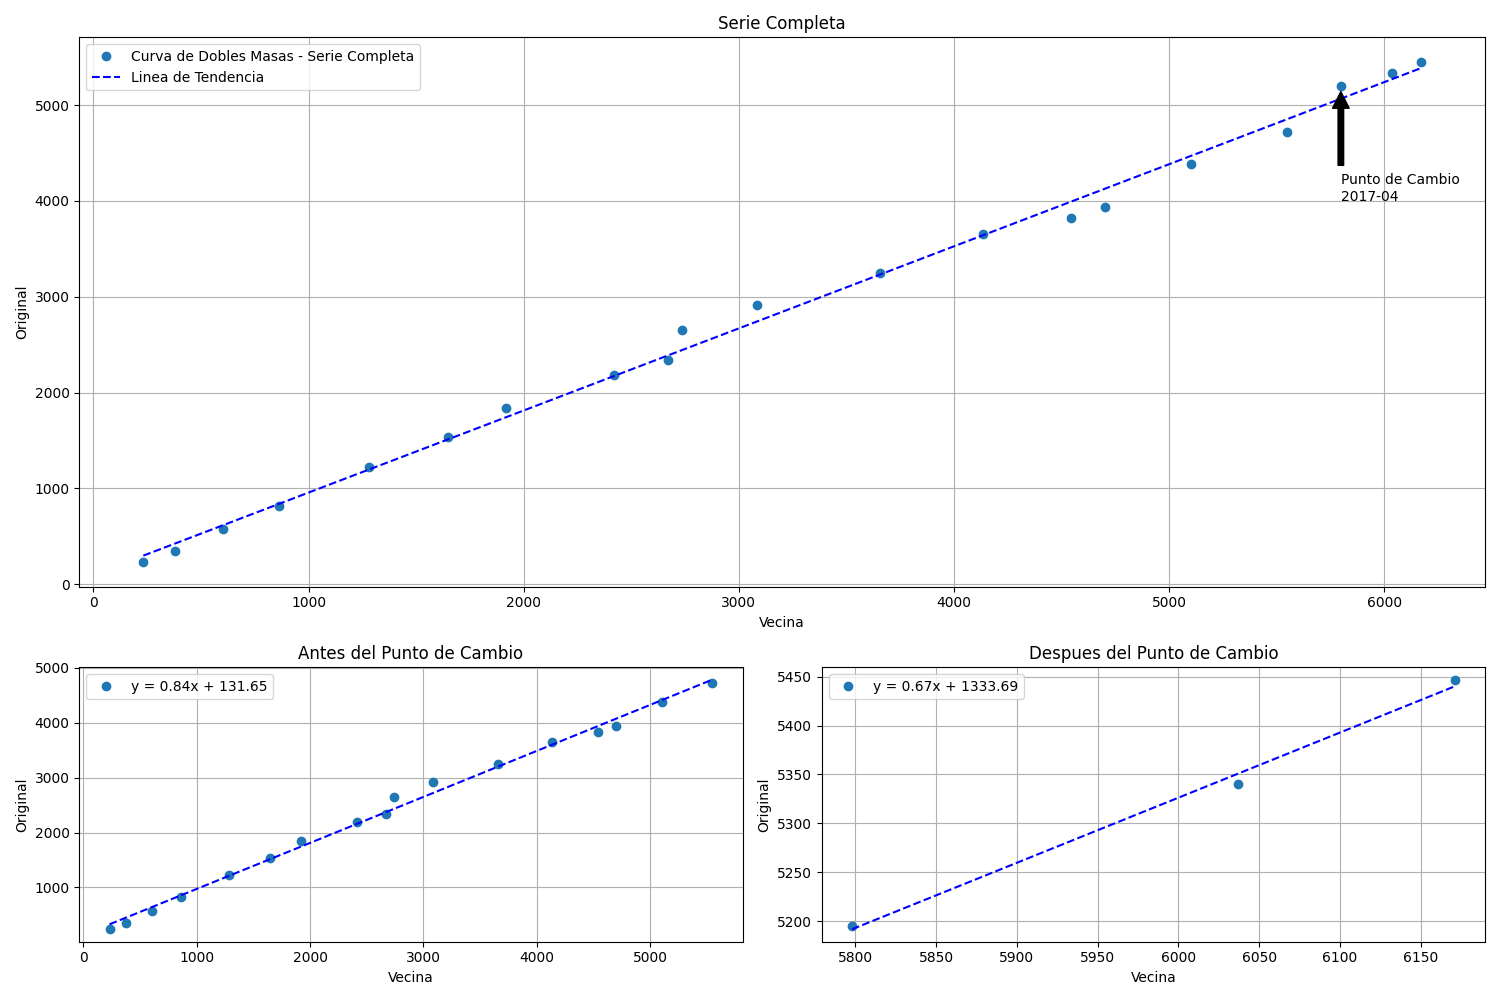 Serie Completa
Curva de Dobles Masas - Serie Completa
Linea de Tendencia
Original
5000
4000
3000
2000
1000
0
Punto de Cambio
2017-04
0 1000 2000 3000 4000 5000 6000
Vecina
Antes del Punto de Cambio
y = 0.84x + 131.65
Original
5000
4000
3000
2000
1000
0 1000 2000 3000 4000 5000
Vecina
Despues del Punto de Cambio
y = 0.67x + 1333.69
Original
5450
5400
5350
5300
5250
5200
5800 5850 5900 5950 6000 6050 6100 6150
Vecina